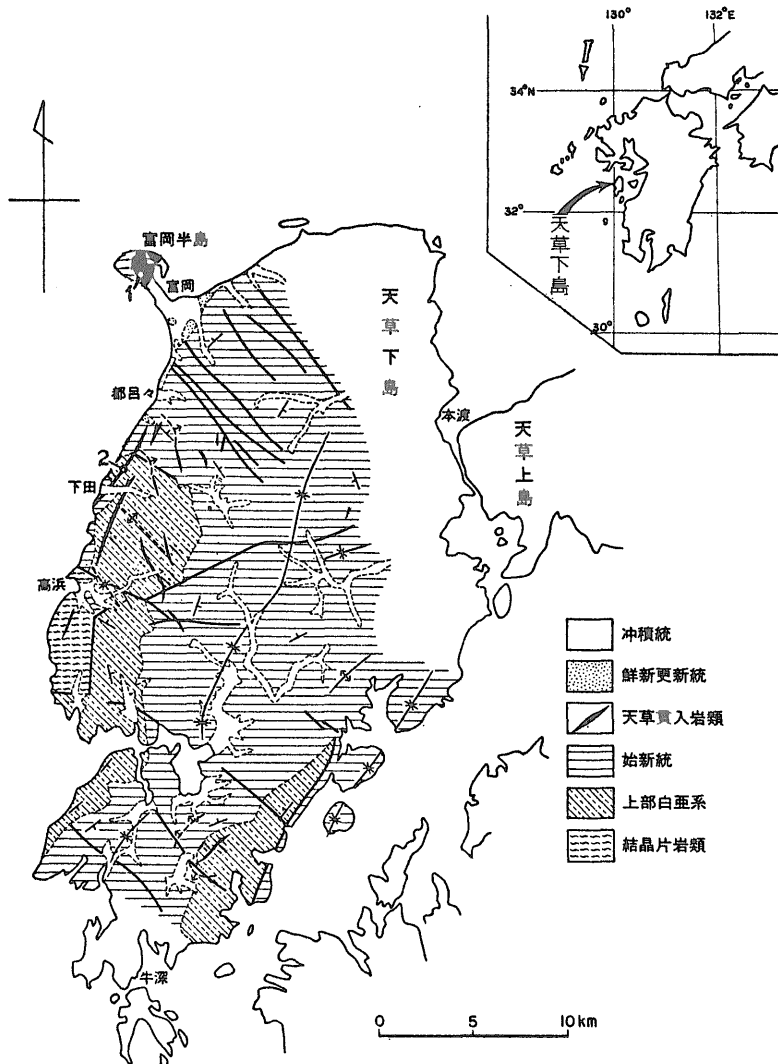 130°
132°E
34°N
32°
30°
天草下島
富岡半島
1
富岡
天草下島
都呂々
本渡
天草上島
2
下田
高浜
牛深
冲積統
鮮新更新統
天草貫入岩類
始新統
上部白亜系
結晶片岩類
0 5 10km